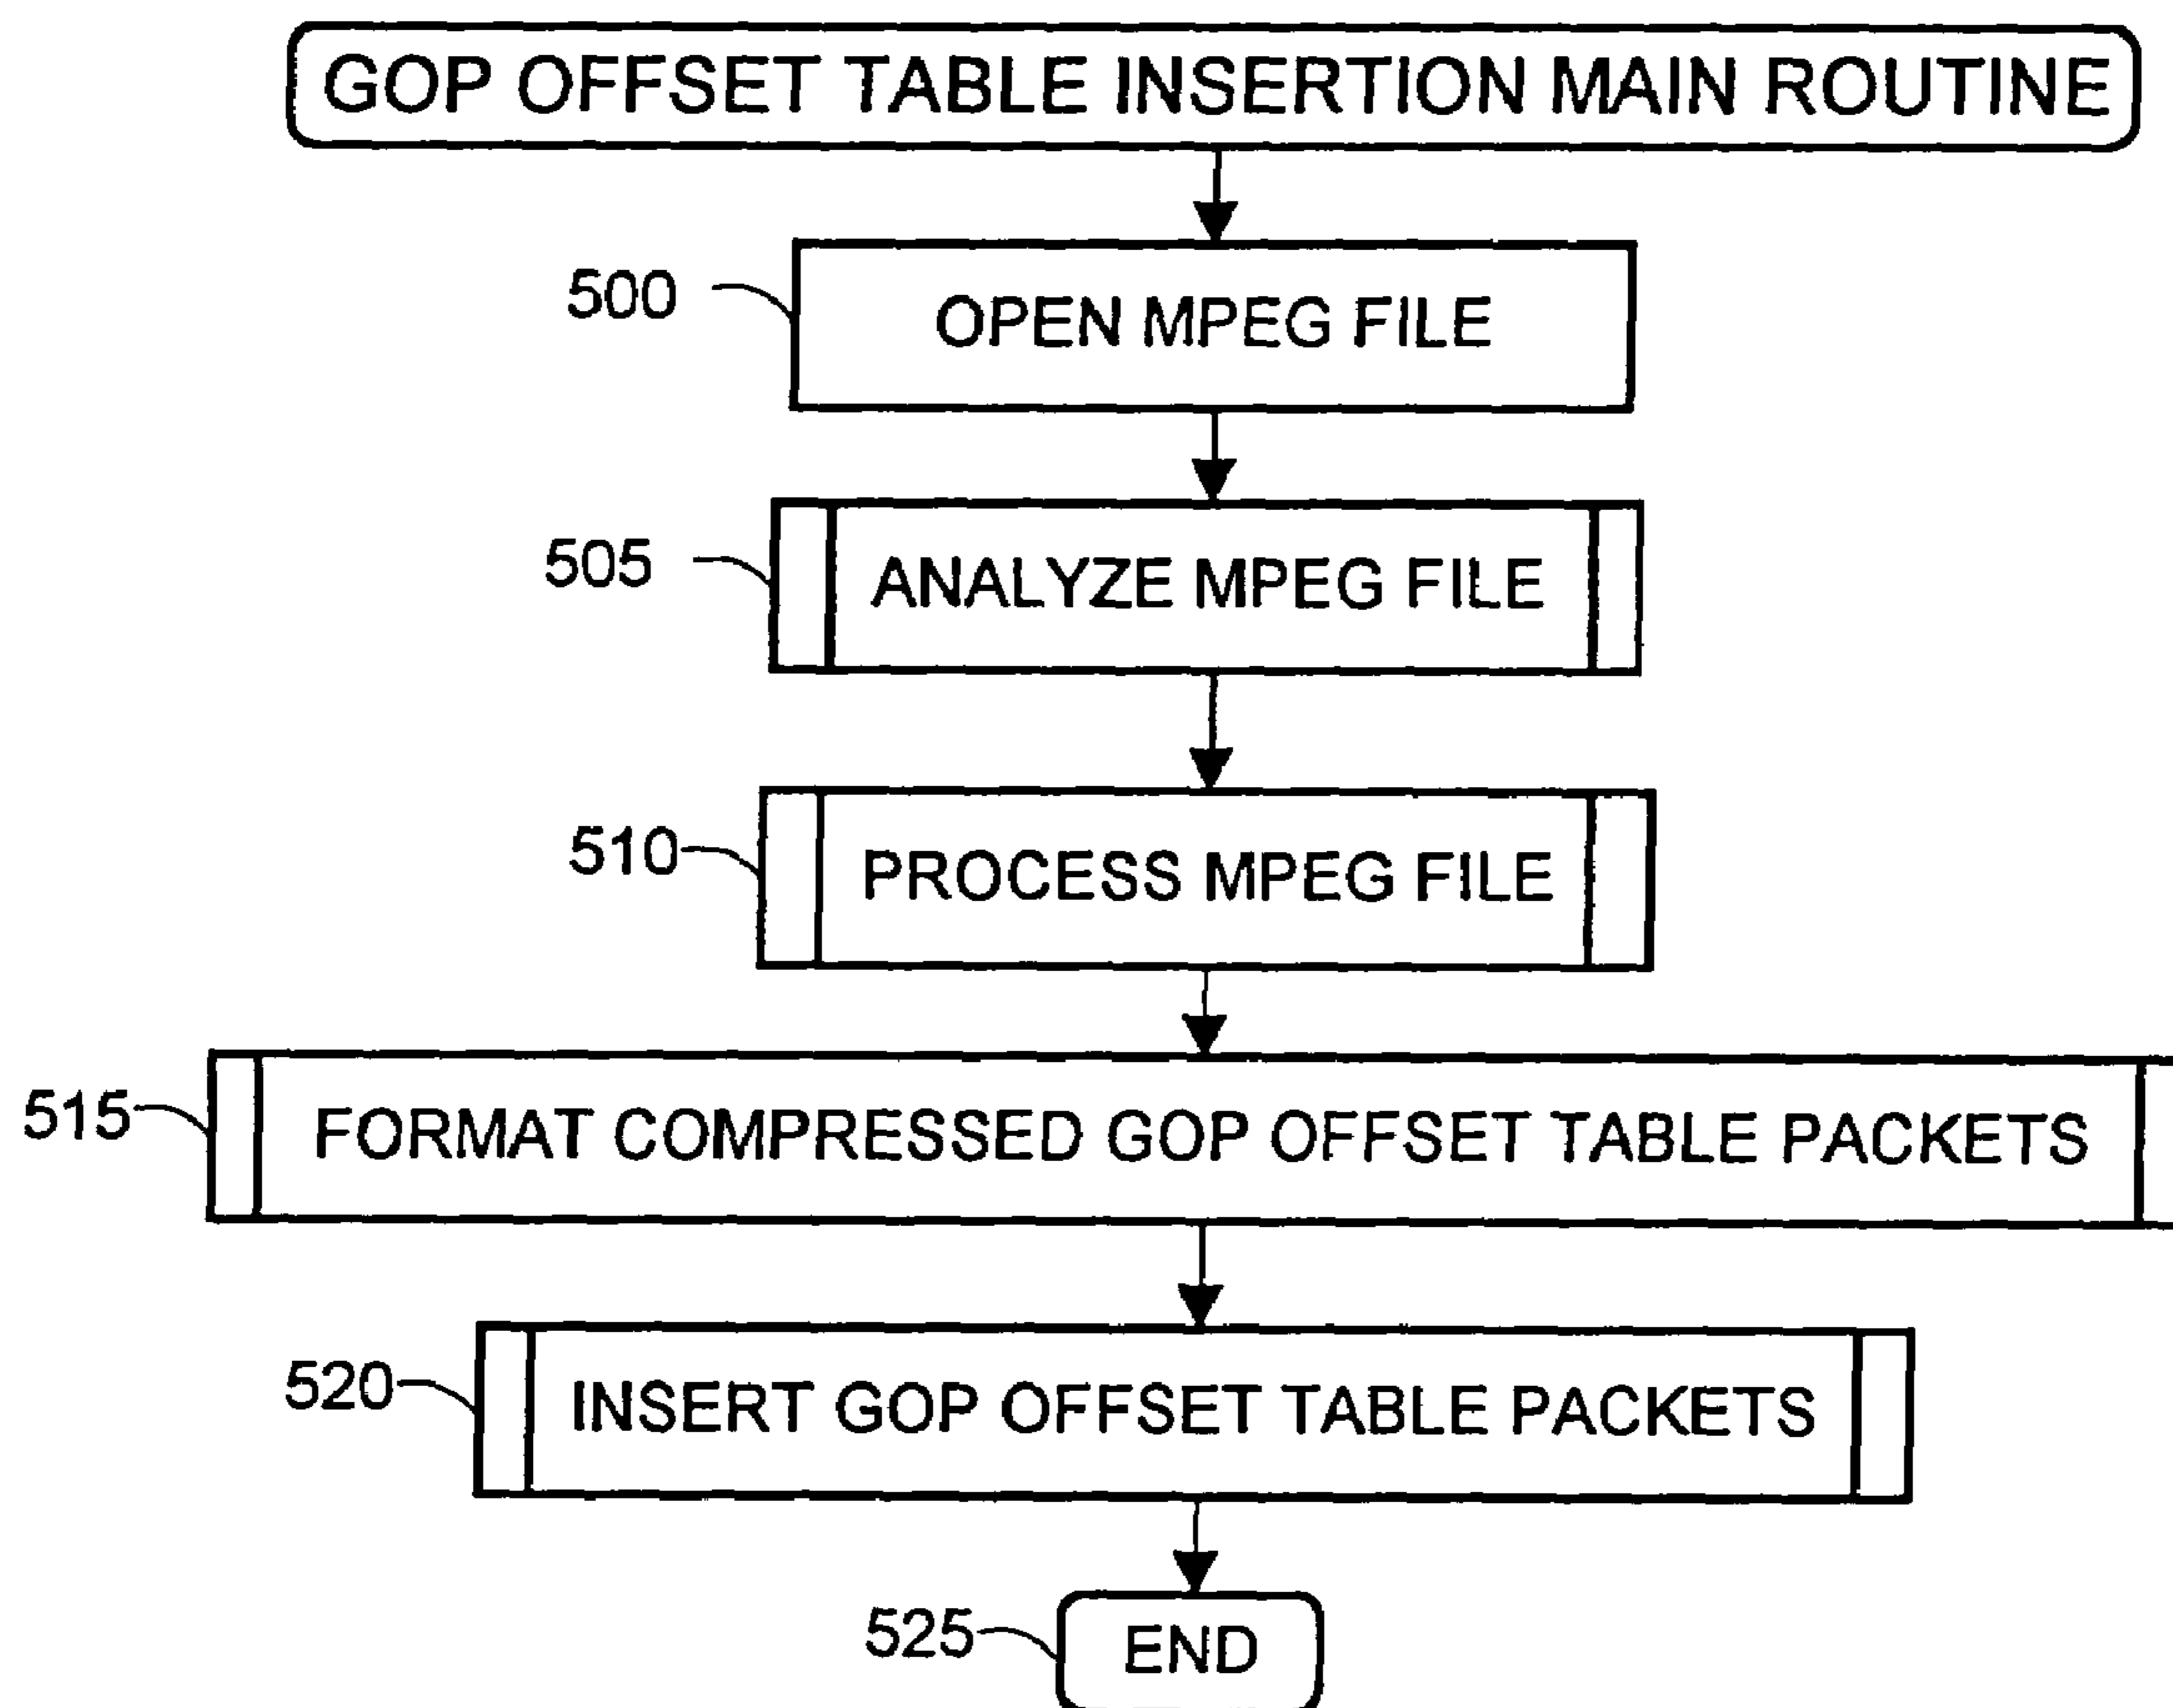 GOP OFFSET TABLE INSERTION MAIN ROUTINE
500
OPEN MPEG FILE
505
ANALYZE MPEG FILE
510
PROCESS MPEG FILE
515
FORMAT COMPRESSED GOP OFFSET TABLE PACKETS
520
INSERT GOP OFFSET TABLE PACKETS
525
END